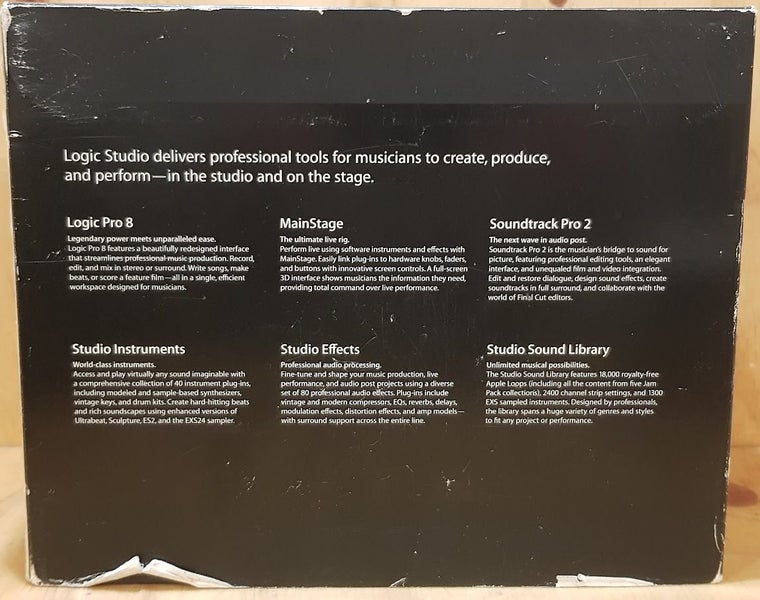 Logic Studio delivers professional tools for musicians to create, produce,
and perform—in the studio and on the stage.
Logic Pro 8
Legendary power meets unparalleled ease.
Logic Pro 8 features a beautifully redesigned interface
that streamlines professional music production. Record,
edit, and mix in stereo or surround. Write songs, make
beats, or score a feature film—all in a single, efficient
workspace designed for musicians.
MainStage
The ultimate live rig.
Perform live using software instruments and effects with
MainStage. Easily link plug-ins to hardware knobs, faders,
and buttons with innovative screen controls. A full-screen
3D interface shows musicians the information they need,
providing total command over live performance.
Soundtrack Pro 2
The next wave in audio post.
Soundtrack Pro 2 is the musician's bridge to sound for
picture, featuring professional editing tools, an elegant
interface, and unequaled film and video integration.
Edit and restore dialogue, design sound effects, create
soundtracks in full surround, and collaborate with the
world of Final Cut editors.
Studio Instruments
World-class instruments.
Access and play virtually any sound imaginable with
a comprehensive collection of 40 instrument plug-ins,
including modeled and sample-based synthesizers,
vintage keys, and drum kits. Create hard-hitting beats
and rich soundscapes using enhanced versions of
Ultrabeat, Sculpture, ES2, and the EXS24 sampler.
Studio Effects
Professional audio processing.
Fine-tune and shape your music production, live
performance, and audio post projects using a diverse
set of 80 professional audio effects. Plug-ins include
vintage and modern compressors, EQs, reverbs, delays,
modulation effects, distortion effects, and amp models—
with surround support across the entire line.
Studio Sound Library
Unlimited musical possibilities.
The Studio Sound Library features 18,000 royalty-free
Apple Loops (including all the content from five Jam
Pack collections), 2400 channel strip settings, and 1300
EXS sampled instruments. Designed by professionals,
the library spans a huge variety of genres and styles
to fit any project or performance.